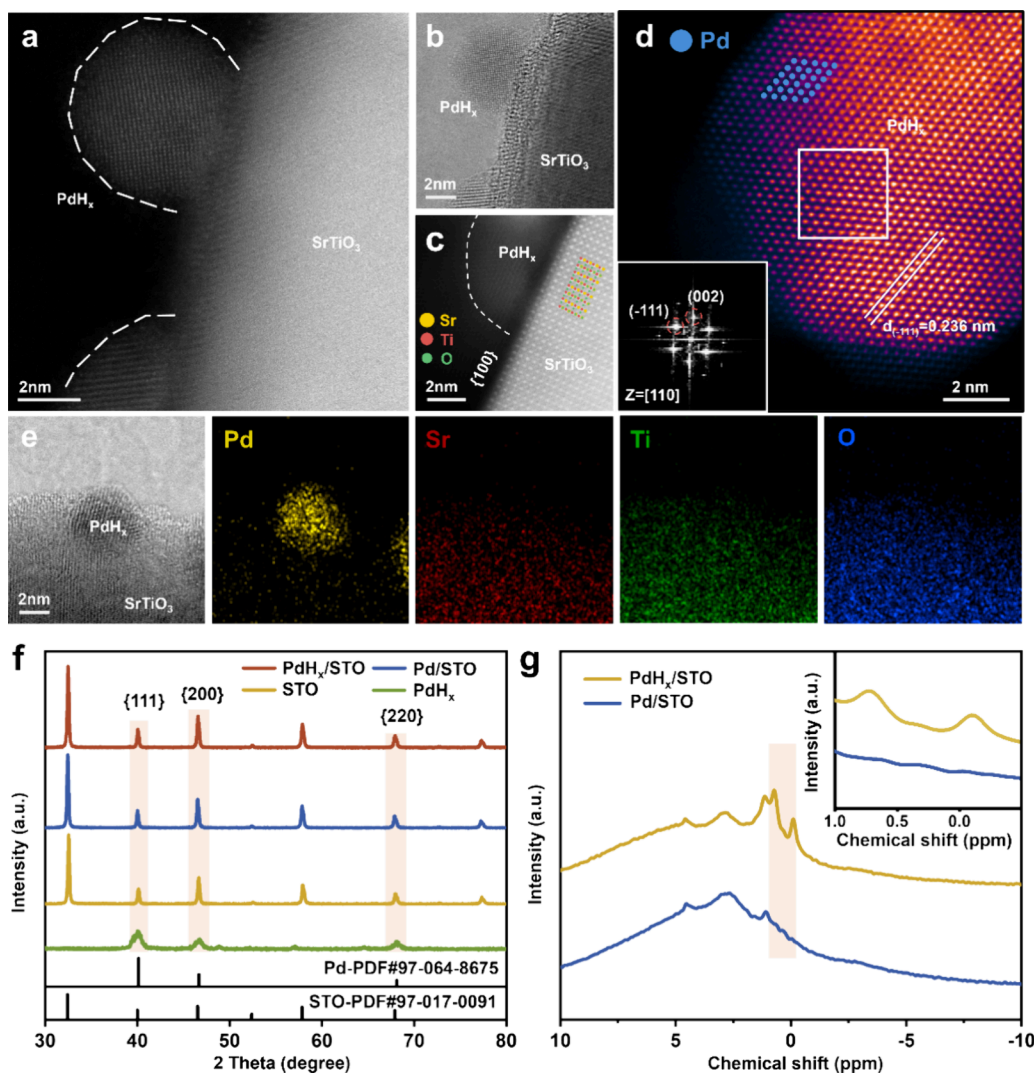 a
PdHx
SrTiO3
2nm
b
PdHx
SrTiO3
2nm
c
PdHx
Sr
Ti
O
{100}
SrTiO3
2nm
d
Pd
PdHx
d(-111)=0.236 nm
2 nm
(002)
(-111)
Z=[110]
e
PdHx
SrTiO3
2nm
Pd
Sr
Ti
O
f
PdHx/STO
Pd/STO
STO
PdHx
{111}
{200}
{220}
Pd-PDF#97-064-8675
STO-PDF#97-017-0091
Intensity (a.u.)
30 40 50 60 70 80
2 Theta (degree)
g
PdHx/STO
Pd/STO
Intensity (a.u.)
10 5 0 -5 -10
Chemical shift (ppm)
Intensity (a.u.)
1.0 0.5 -0.0
Chemical shift (ppm)